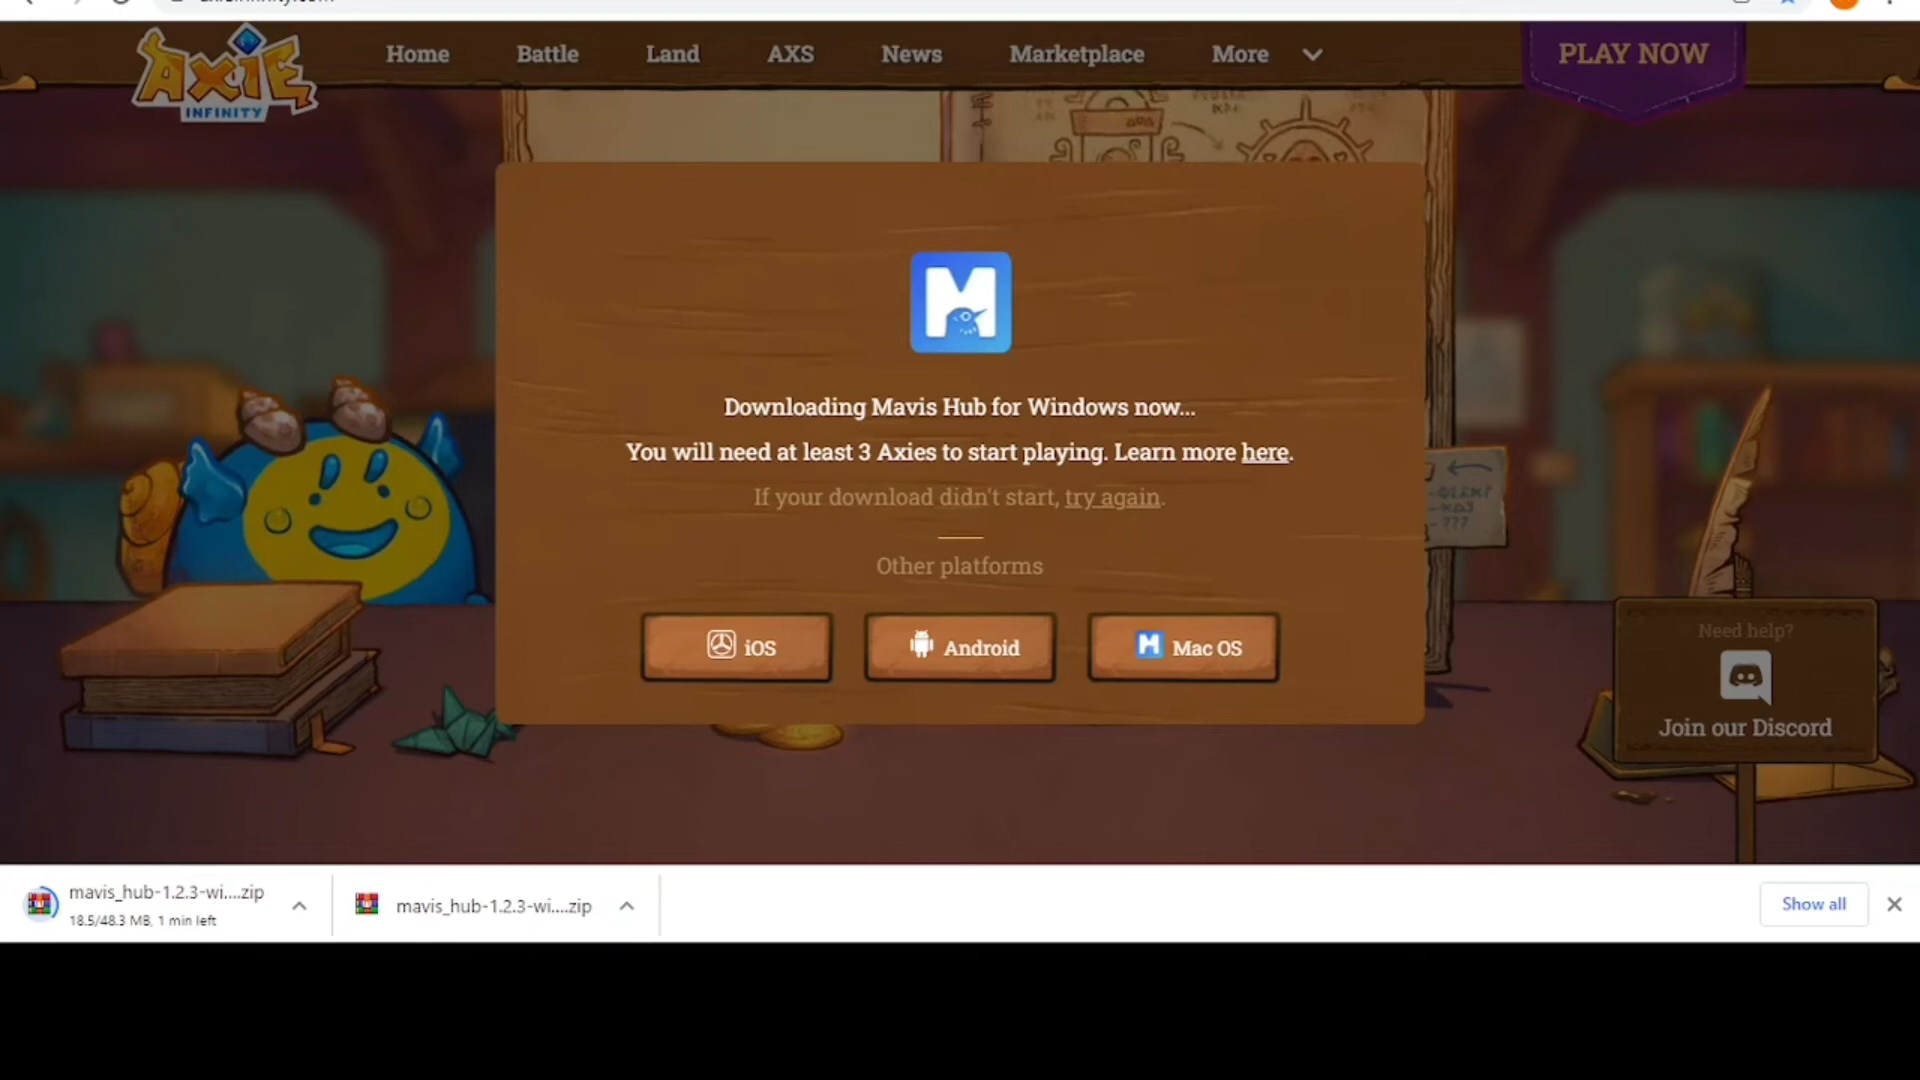 AXIE
INFINITY
Home
Battle
Land
AXS
News
Marketplace
More
PLAY NOW
Downloading Mavis Hub for Windows now...
You will need at least 3 Axies to start playing. Learn more here.
If your download didn't start, try again.
Other platforms
iOS
Android
Mac OS
???
Need help?
Join our Discord
mavis_hub-1.2.3-wi....zip
18.5/48.3 MB, 1 min left
mavis_hub-1.2.3-wi....zip
Show all